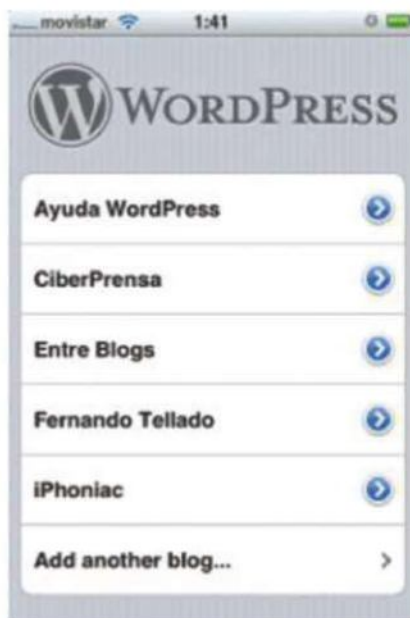 movistar 1:41
WORDPRESS
Ayuda WordPress
CiberPrensa
Entre Blogs
Fernando Tellado
iPhoniac
Add another blog...